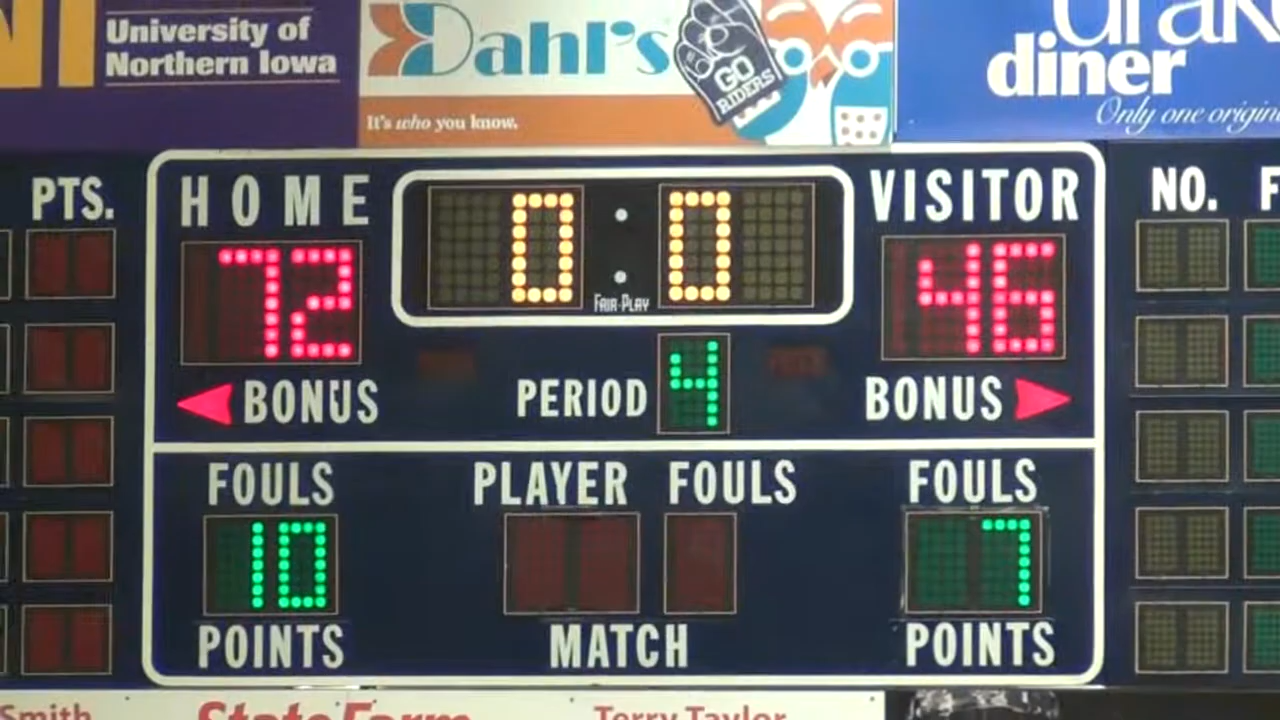 University of
Northern Iowa
Dahl's
GO
RIDERS
It's who you know.
diner
Only one origin
PTS.
HOME
0:0
VISITOR
NO.
F
72
FAIR-PLAY
46
BONUS
PERIOD 4
BONUS
FOULS
PLAYER FOULS
FOULS
10
7
POINTS
MATCH
POINTS
Smith
State Farm
Terry Taylor